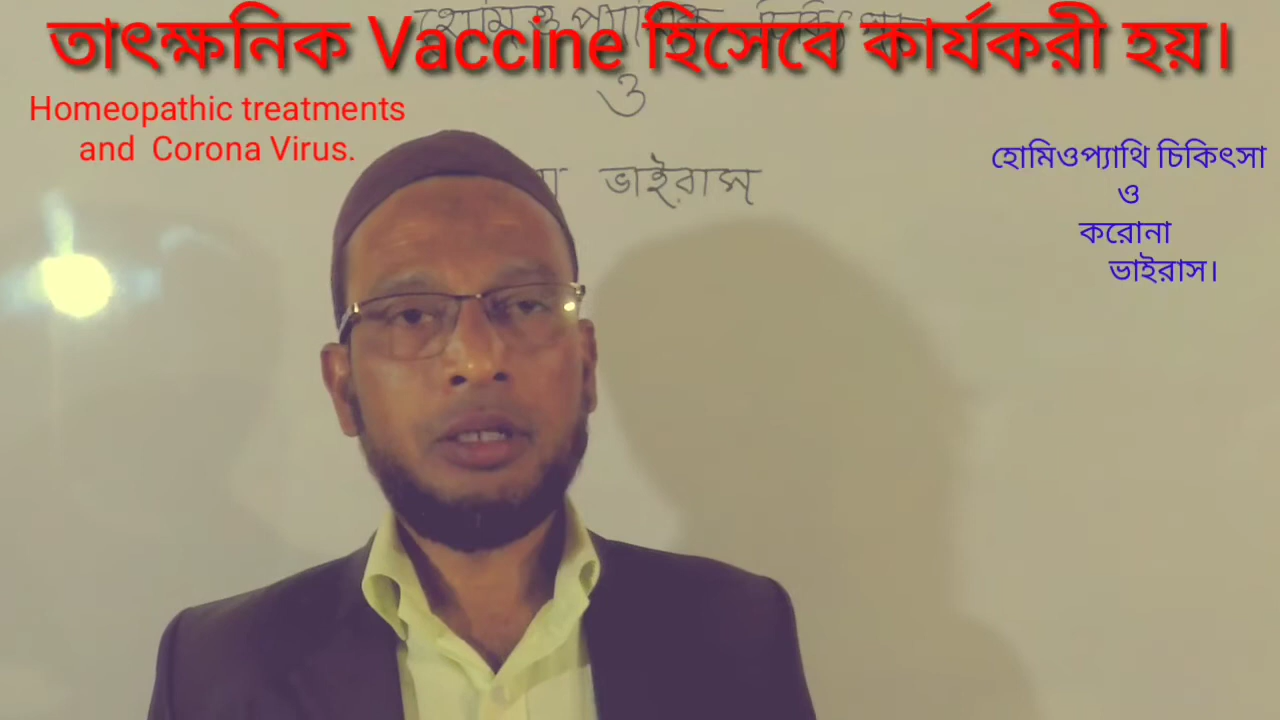 তাৎক্ষনিক Vaccine হিসেবে কার্যকরী হয়।
ও
ভাইরাস
Homeopathic treatments
and Corona Virus.
হোমিওপ্যাথি চিকিৎসা
ও
করোনা
ভাইরাস।